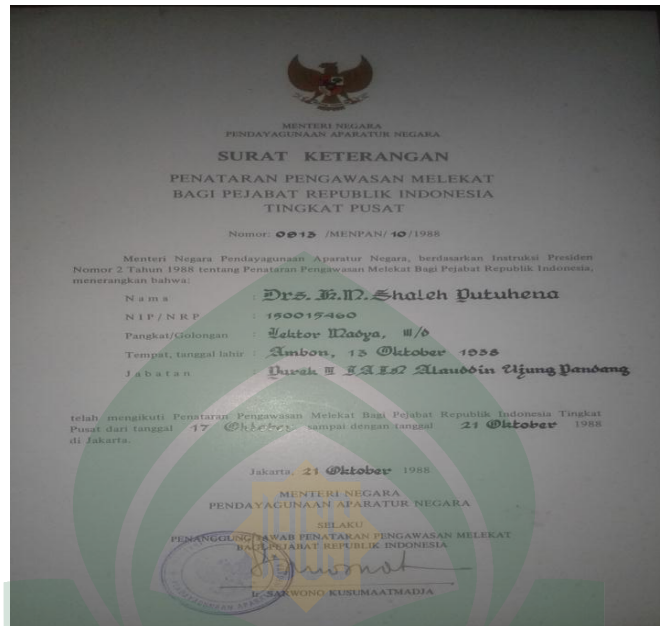 MENTERI NEGARA
PENDAYAGUNAAN APARATUR NEGARA
SURAT KETERANGAN
PENATARAN PENGAWASAN MELEKAT
BAGI PEJABAT REPUBLIK INDONESIA
TINGKAT PUSAT
Nomor: 0913 /MENPAN/ 10/1988
Menteri Negara Pendayagunaan Aparatur Negara, berdasarkan Instruksi Presiden
Nomor 2 Tahun 1988 tentang Penataran Pengawasan Melekat Bagi Pejabat Republik Indonesia,
menerangkan bahwa:
Nama : Drs. H.M. Shaleh Putuhena
NIP/NRP : 150015460
Pangkat/Golongan : Lektor Madya, III/d
Tempat, tanggal lahir : Ambon, 13 Oktober 1938
Jabatan : Purek III IAIN Alauddin Ujung Pandang
telah mengikuti Penataran Pengawasan Melekat Bagi Pejabat Republik Indonesia Tingkat
Pusat dari tanggal 17 Oktober sampai dengan tanggal 21 Oktober 1988
di Jakarta.
Jakarta, 21 Oktober 1988
MENTERI NEGARA
PENDAYAGUNAAN APARATUR NEGARA
SELAKU
PENANGGUNG JAWAB PENATARAN PENGAWASAN MELEKAT
BAGI PEJABAT REPUBLIK INDONESIA
Ir. SARWONO KUSUMAATMADJA